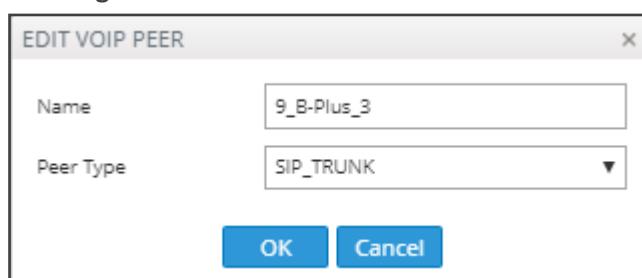 EDIT VOIP PEER ×
Name 9_B-Plus_3
Peer Type SIP_TRUNK ▼
OK Cancel